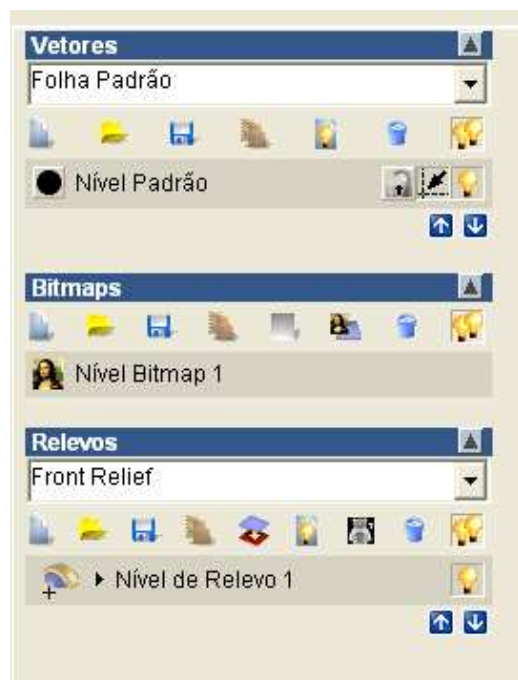 Vetores
Folha Padrão
Nível Padrão
Bitmaps
Nível Bitmap 1
Relevos
Front Relief
Nível de Relevo 1